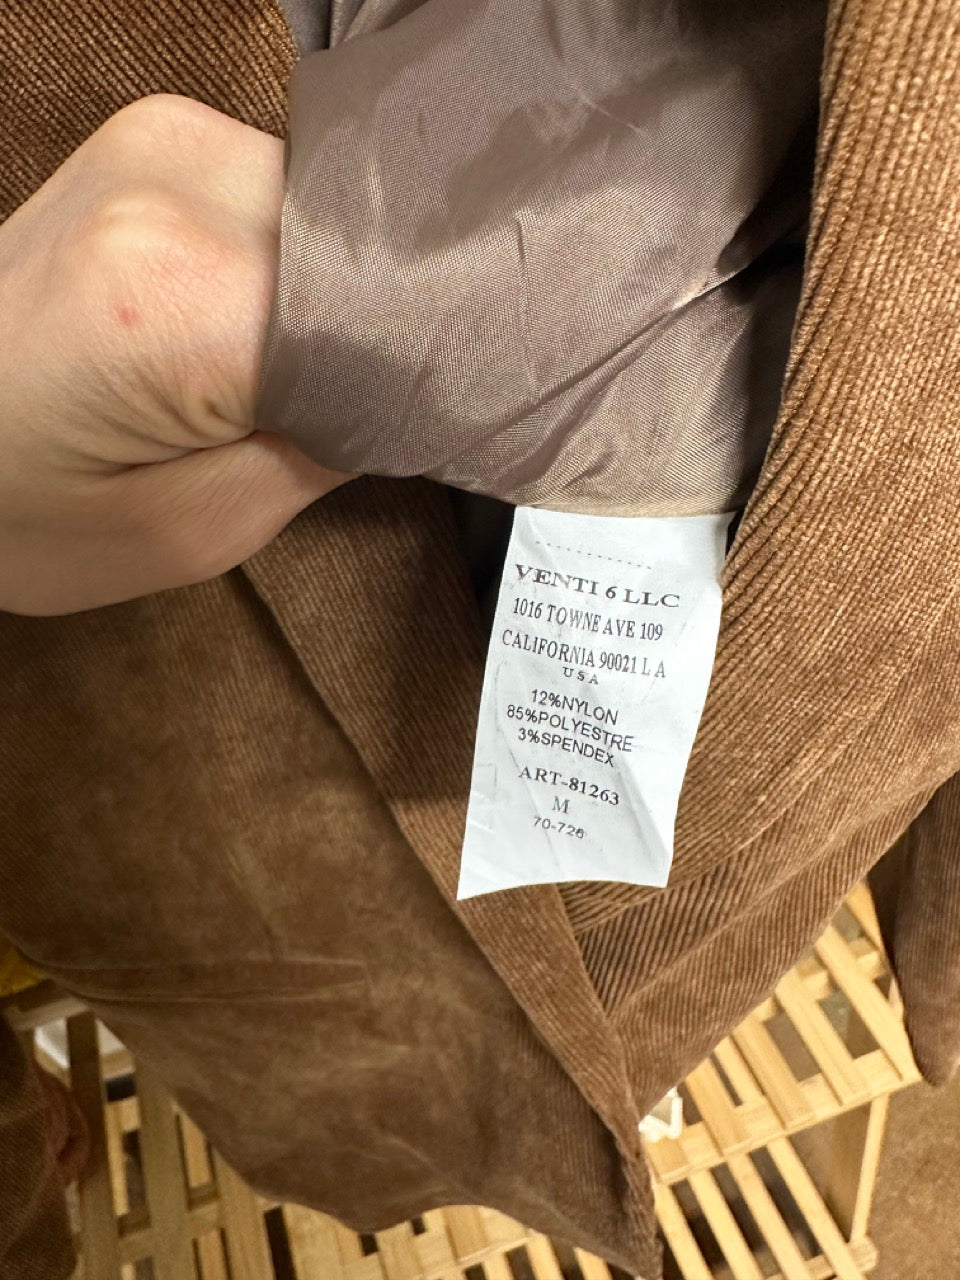 VENTI 6 LLC
1016 TOWNE AVE 109
CALIFORNIA 90021 L A
USA
12%NYLON
85%POLYESTRE
3%SPENDEX
ART-81263
M
70-726